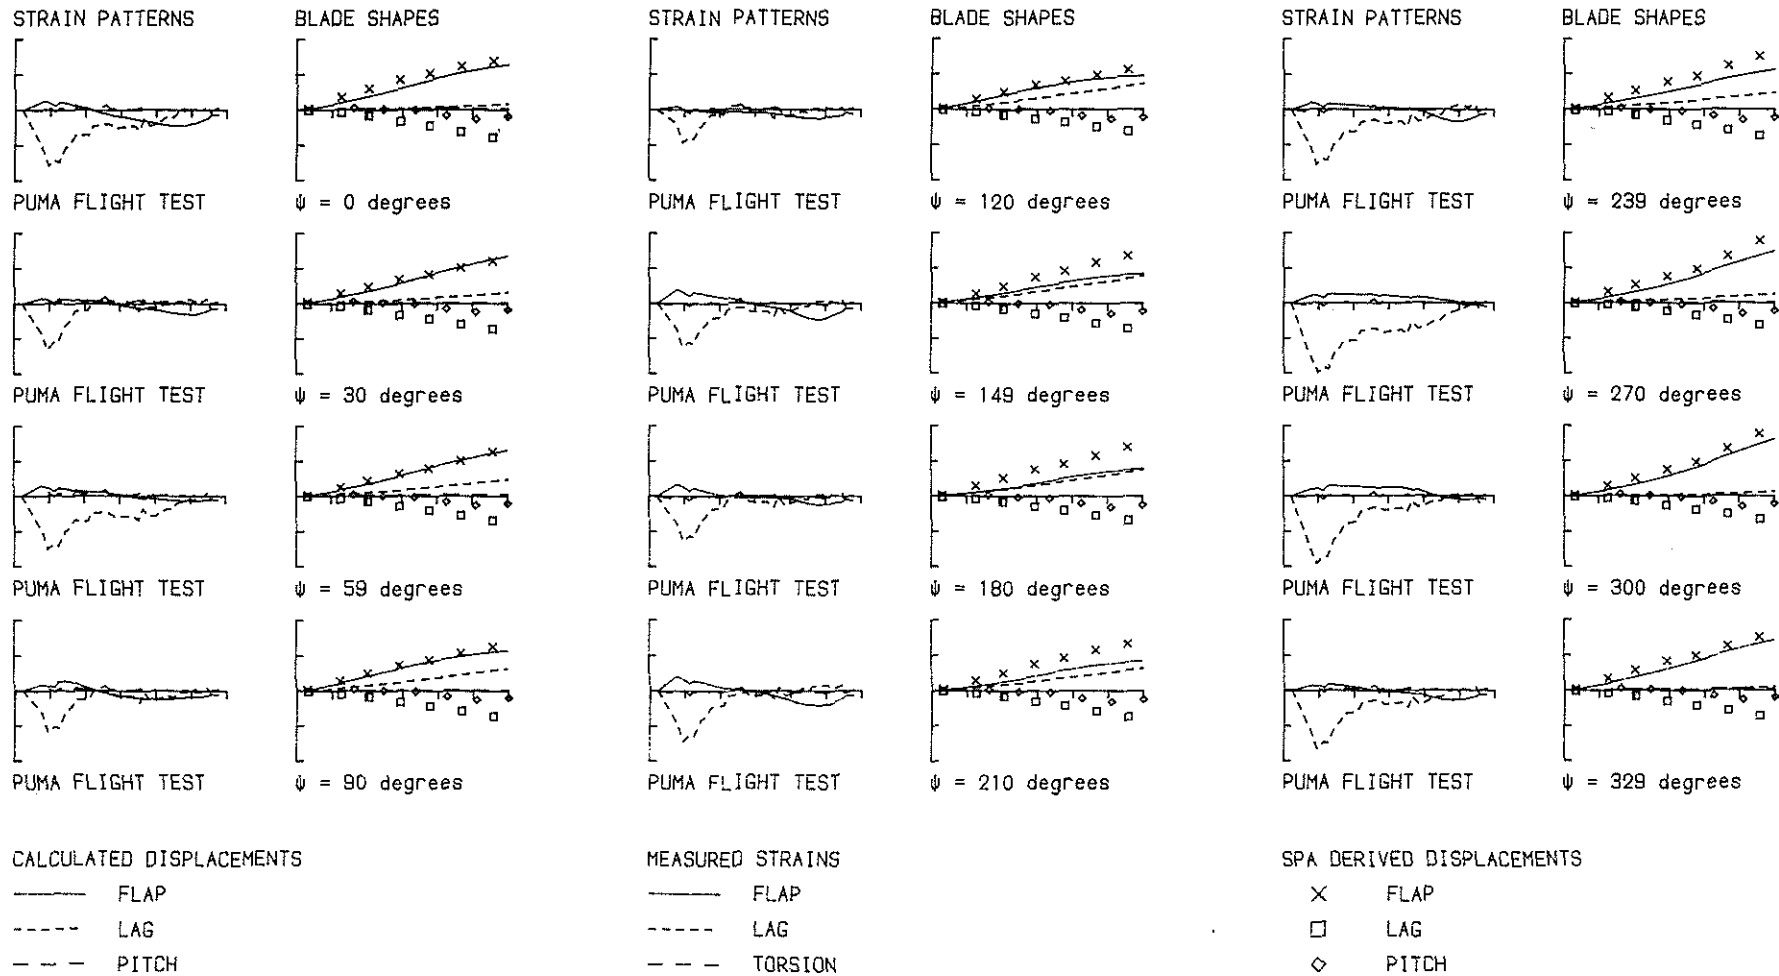 STRAIN PATTERNS BLADE SHAPES STRAIN PATTERNS BLADE SHAPES STRAIN PATTERNS BLADE SHAPES
PUMA FLIGHT TEST ψ = 0 degrees PUMA FLIGHT TEST ψ = 120 degrees PUMA FLIGHT TEST ψ = 239 degrees
PUMA FLIGHT TEST ψ = 30 degrees PUMA FLIGHT TEST ψ = 149 degrees PUMA FLIGHT TEST ψ = 270 degrees
PUMA FLIGHT TEST ψ = 59 degrees PUMA FLIGHT TEST ψ = 180 degrees PUMA FLIGHT TEST ψ = 300 degrees
PUMA FLIGHT TEST ψ = 90 degrees PUMA FLIGHT TEST ψ = 210 degrees PUMA FLIGHT TEST ψ = 329 degrees
CALCULATED DISPLACEMENTS MEASURED STRAINS SPA DERIVED DISPLACEMENTS
FLAP FLAP FLAP
LAG LAG LAG
PITCH TORSION PITCH